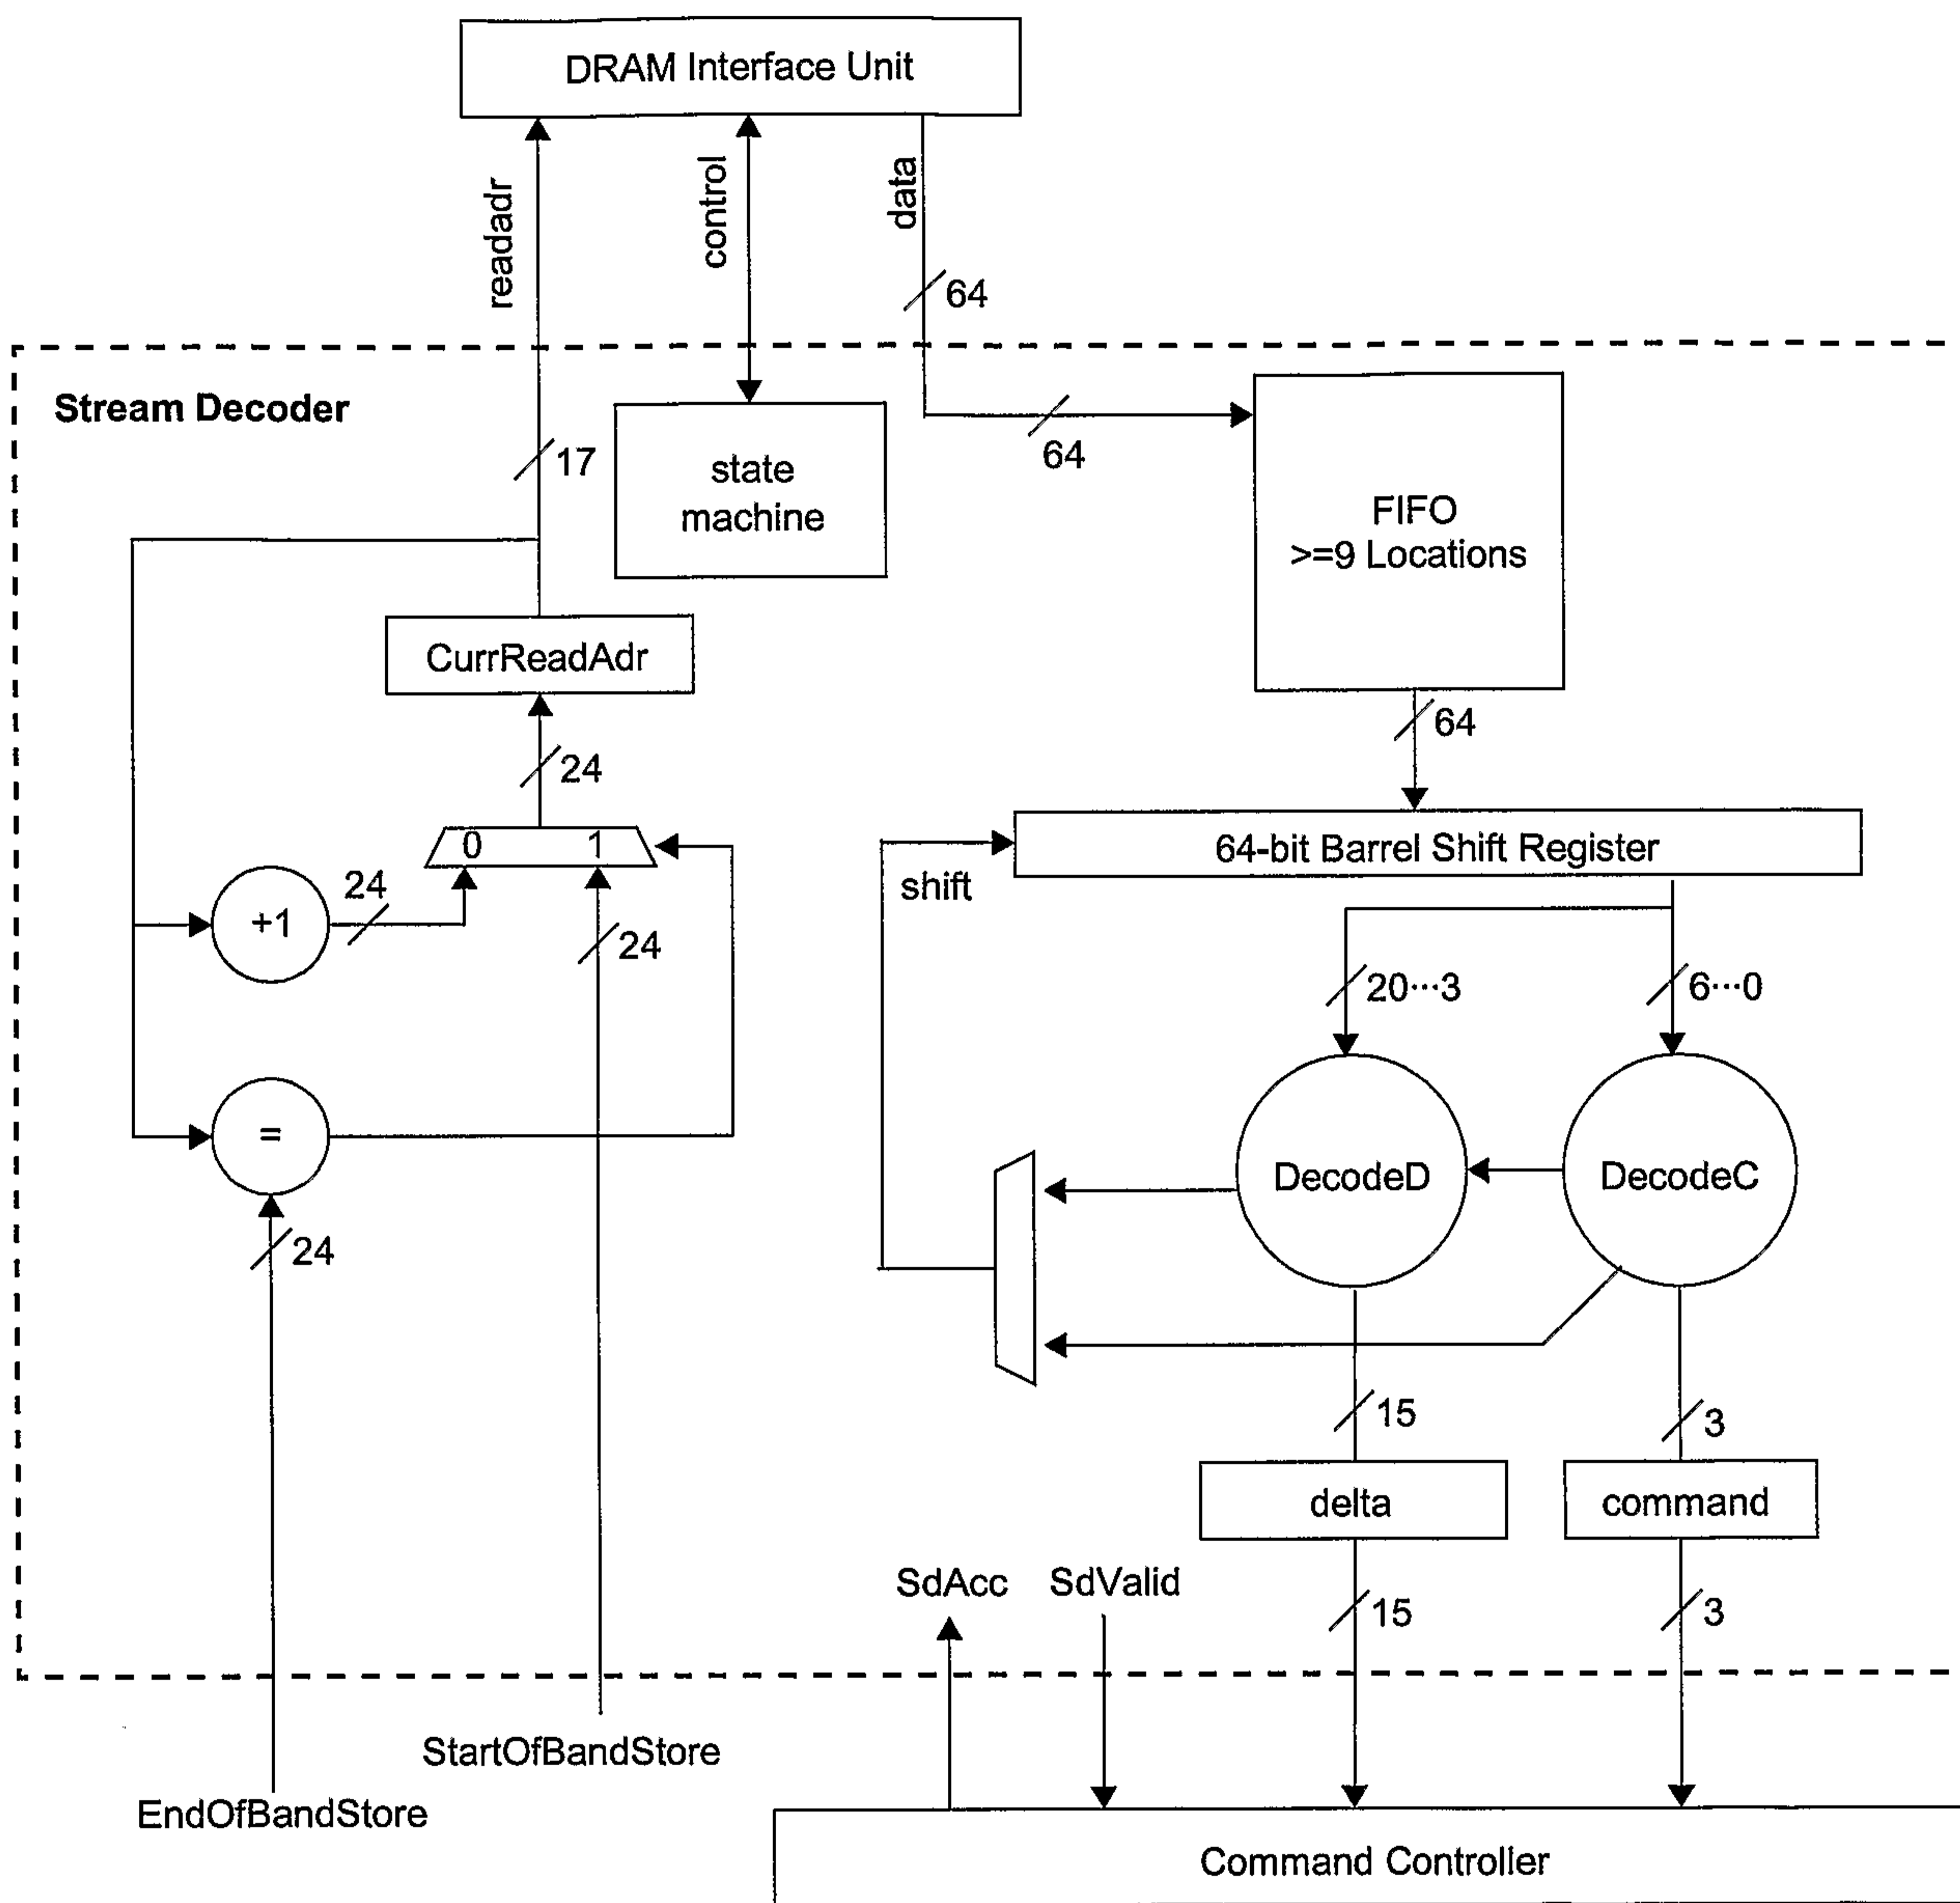 DRAM Interface Unit
readadr
control
data
64
Stream Decoder
17
state
machine
64
FIFO
>=9 Locations
CurrReadAdr
64
24
0 1
64-bit Barrel Shift Register
shift
24
+1
24
20···3
6···0
=
DecodeD
DecodeC
24
15
3
delta
command
SdAcc
SdValid
15
3
StartOfBandStore
EndOfBandStore
Command Controller